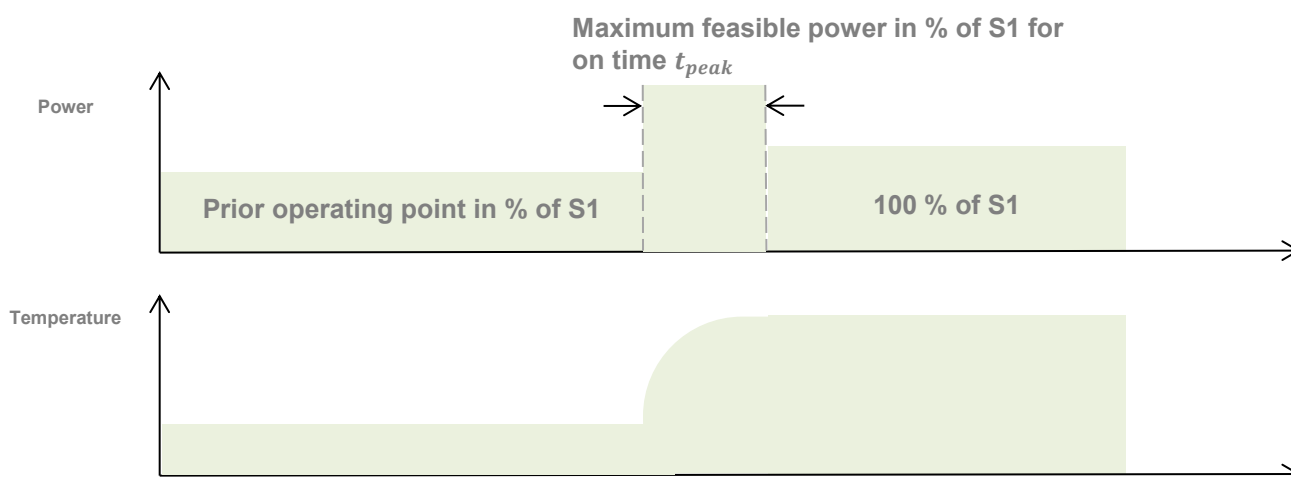 Maximum feasible power in % of S1 for
on time t_peak
Power
Prior operating point in % of S1
100 % of S1
Temperature